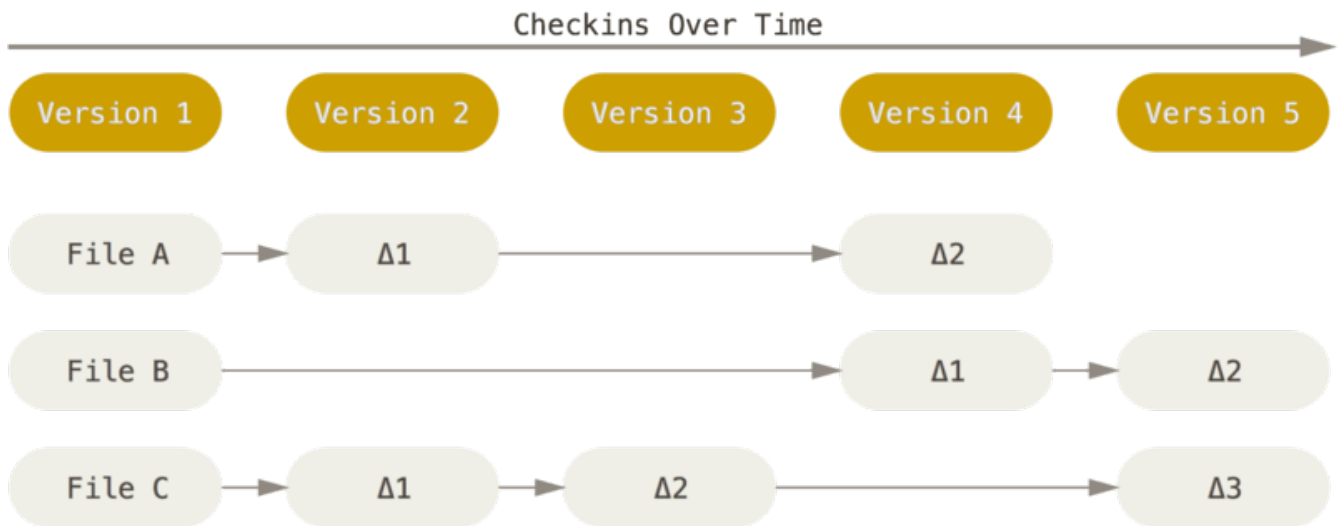 Checkins Over Time
Version 1 Version 2 Version 3 Version 4 Version 5
File A Δ1 Δ2
File B Δ1 Δ2
File C Δ1 Δ2 Δ3